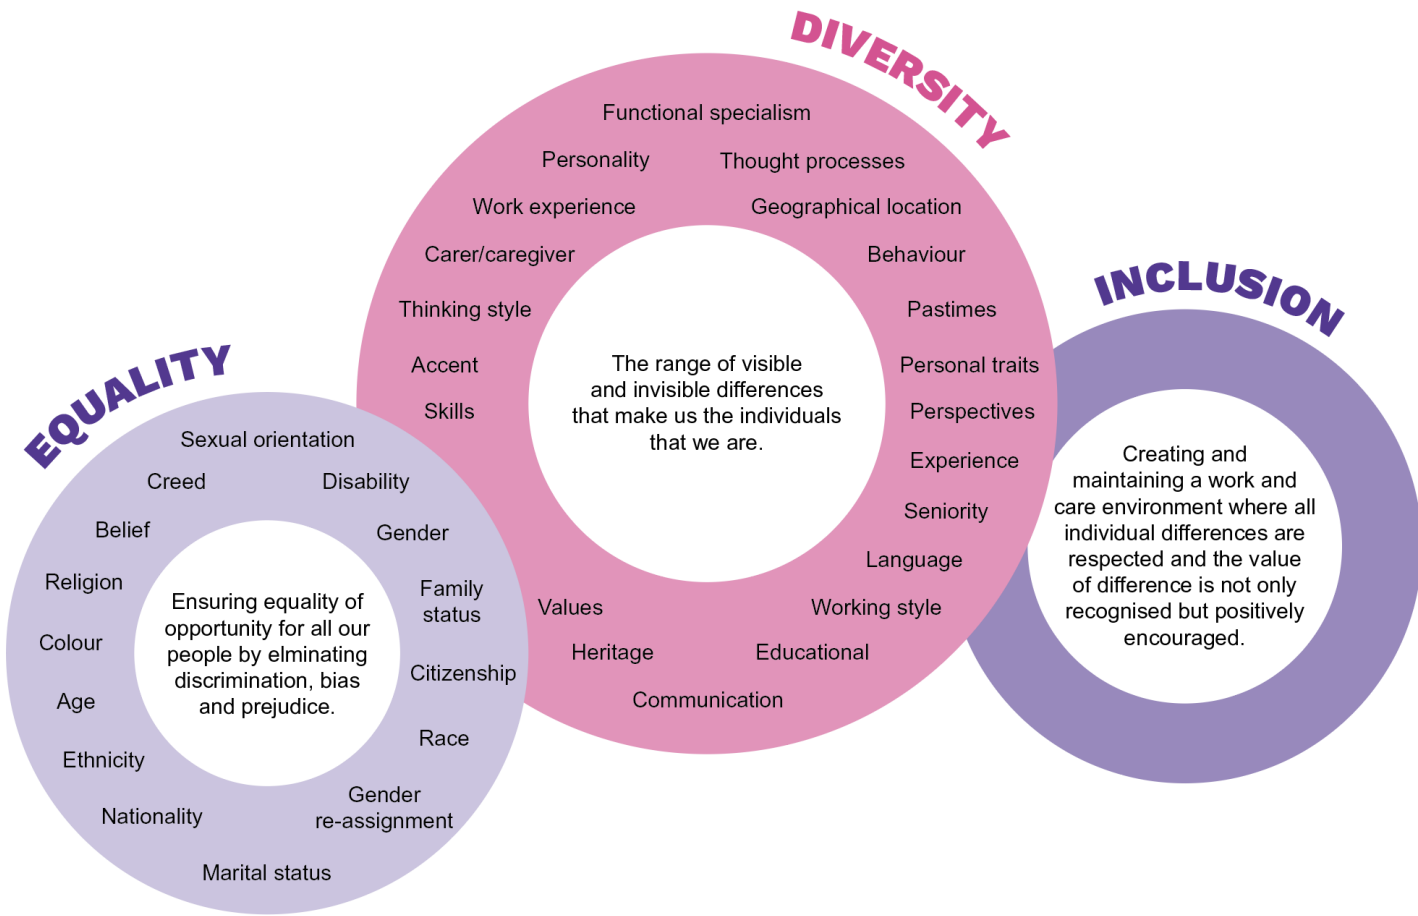 EQUALITY
Sexual orientation
Creed
Disability
Belief
Gender
Religion
Family
status
Colour
Citizenship
Age
Race
Ethnicity
Gender
re-assignment
Nationality
Marital status
Ensuring equality of
opportunity for all our
people by elminating
discrimination, bias
and prejudice.
DIVERSITY
Functional specialism
Personality
Thought processes
Work experience
Geographical location
Carer/caregiver
Behaviour
Thinking style
Pastimes
Accent
Personal traits
Skills
Perspectives
Experience
Seniority
Language
Values
Working style
Heritage
Educational
Communication
The range of visible
and invisible differences
that make us the individuals
that we are.
INCLUSION
Creating and
maintaining a work and
care environment where all
individual differences are
respected and the value
of difference is not only
recognised but positively
encouraged.